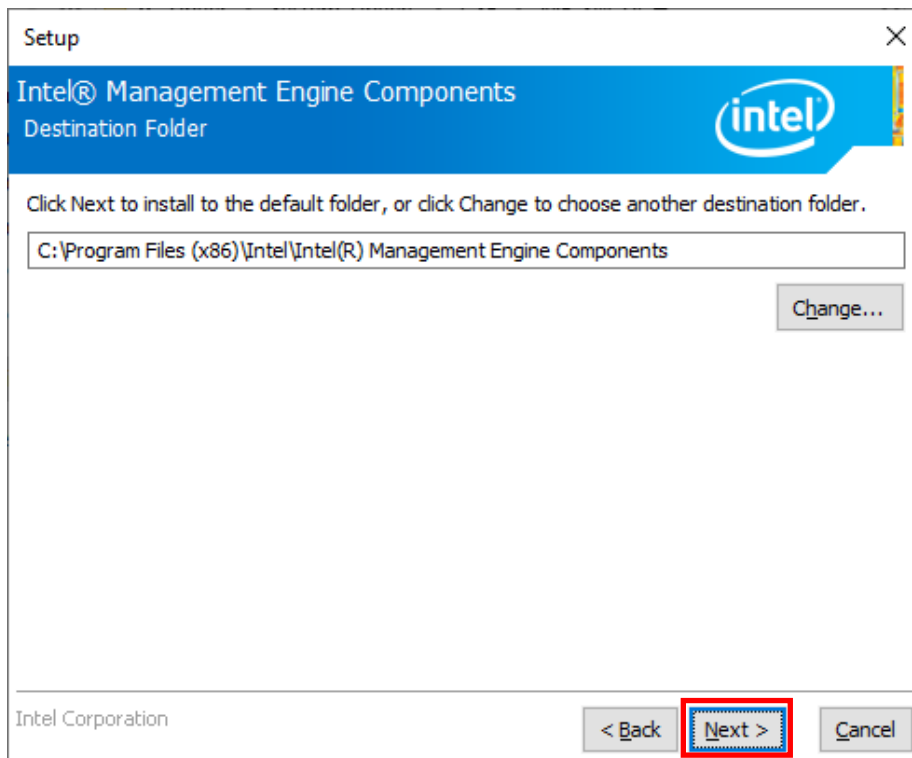 Setup
Intel® Management Engine Components
Destination Folder
intel®
Click Next to install to the default folder, or click Change to choose another destination folder.
C:\Program Files (x86)\Intel\Intel(R) Management Engine Components
Change...
Intel Corporation
< Back
Next >
Cancel